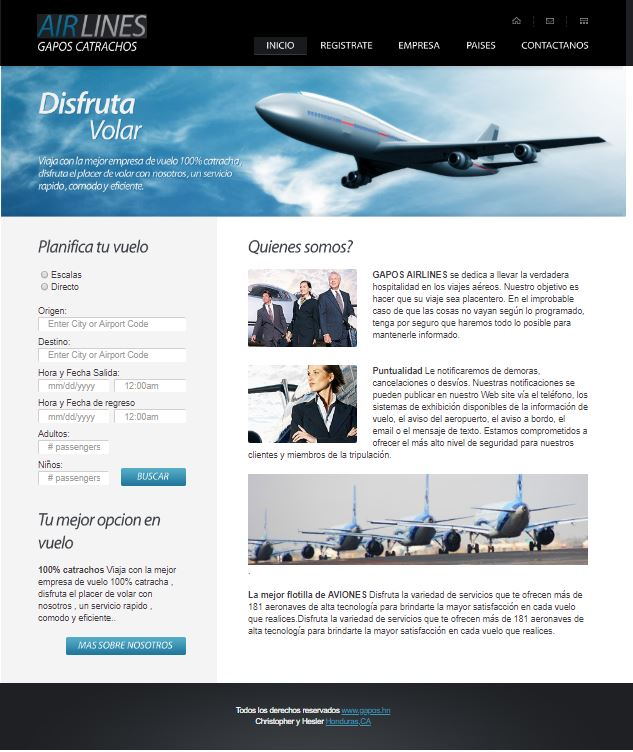 AIRLINES
GAPOS CATRACHOS
INICIO REGISTRATE EMPRESA PAISES CONTACTANOS
Disfruta
Volar
Viaja con la mejor empresa de vuelo 100% catracha,
disfruta el placer de volar con nosotros, un servicio
rapido, comodo y eficiente.
Planifica tu vuelo
Escalas
Directo
Origen:
Enter City or Airport Code
Destino:
Enter City or Airport Code
Hora y Fecha Salida:
mm/dd/yyyy 12:00am
Hora y Fecha de regreso
mm/dd/yyyy 12:00am
Adultos:
# passengers
Niños:
# passengers BUSCAR
Tu mejor opcion en
vuelo
100% catrachos Viaja con la mejor
empresa de vuelo 100% catracha ,
disfruta el placer de volar con
nosotros , un servicio rapido ,
comodo y eficiente..
MAS SOBRE NOSOTROS
Quienes somos?
GAPOS AIRLINES se dedica a llevar la verdadera
hospitalidad en los viajes aéreos. Nuestro objetivo es
hacer que su viaje sea placentero. En el improbable
caso de que las cosas no vayan según lo programado,
tenga por seguro que haremos todo lo posible para
mantenerle informado.
Puntualidad Le notificaremos de demoras,
cancelaciones o desvíos. Nuestras notificaciones se
pueden publicar en nuestro Web site vía el teléfono, los
sistemas de exhibición disponibles de la información de
vuelo, el aviso del aeropuerto, el aviso a bordo, el
email o el mensaje de texto. Estamos comprometidos a
ofrecer el más alto nivel de seguridad para nuestros
clientes y miembros de la tripulación.
.
La mejor flotilla de AVIONES Disfruta la variedad de servicios que te ofrecen más de
181 aeronaves de alta tecnología para brindarte la mayor satisfacción en cada vuelo
que realices.Disfruta la variedad de servicios que te ofrecen más de 181 aeronaves de
alta tecnología para brindarte la mayor satisfacción en cada vuelo que realices.
Todos los derechos reservados www.gapos.hn
Christopher y Hesler Honduras,CA